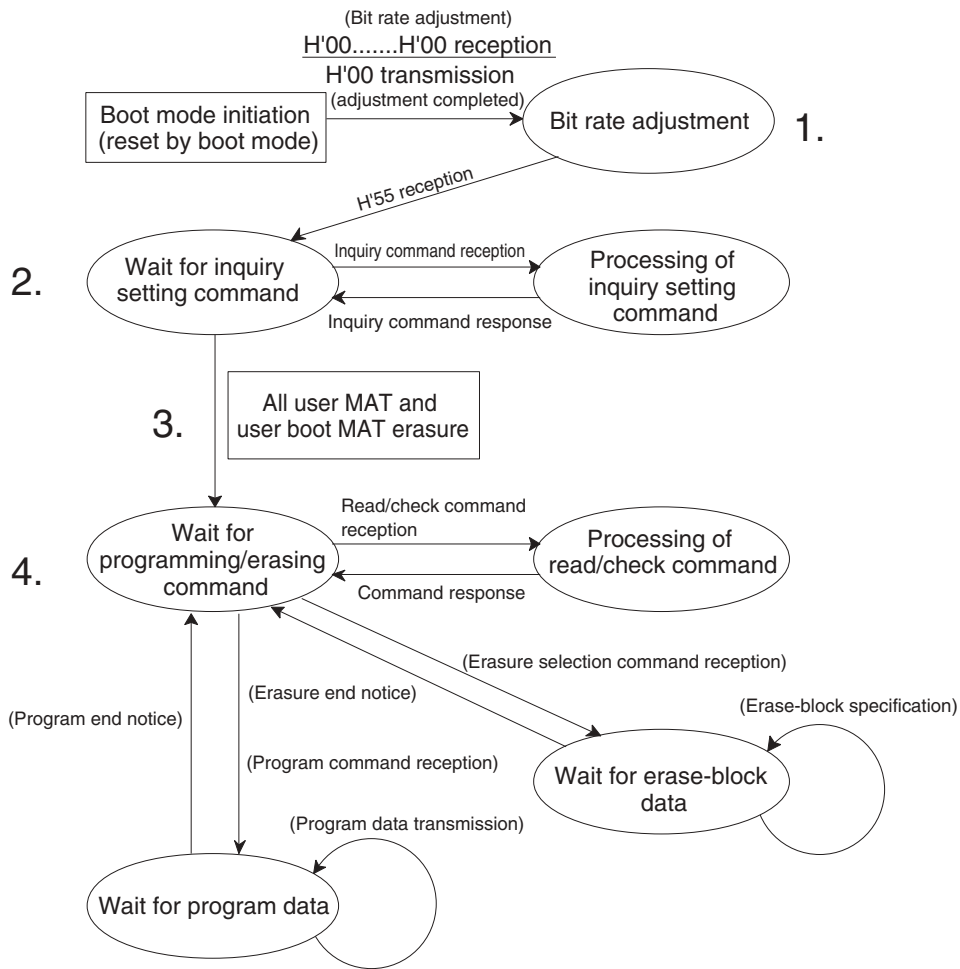 (Bit rate adjustment)
H'00.......H'00 reception
H'00 transmission
(adjustment completed)
Boot mode initiation
(reset by boot mode)
Bit rate adjustment
1.
H'55 reception
2.
Wait for inquiry
setting command
Inquiry command reception
Inquiry command response
Processing of
inquiry setting
command
3.
All user MAT and
user boot MAT erasure
4.
Wait for
programming/erasing
command
Read/check command
reception
Command response
Processing of
read/check command
(Erasure selection command reception)
(Program end notice)
(Erasure end notice)
(Erase-block specification)
(Program command reception)
Wait for erase-block
data
(Program data transmission)
Wait for program data